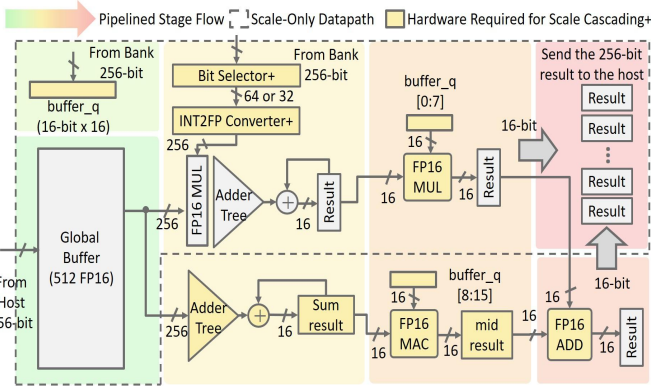 Pipelined Stage Flow
Scale-Only Datapath
Hardware Required for Scale Cascading+
From Bank
256-bit
buffer_q
(16-bit x 16)
From Bank
256-bit
Bit Selector+
64 or 32
INT2FP Converter+
256
FP16 MUL
Adder
Tree
+
16
Result
buffer_q
[0:7]
16
16
FP16
MUL
16
Result
16-bit
Send the 256-bit
result to the host
Result
Result
Result
Result
16-bit
Global
Buffer
(512 FP16)
256
From
Host
56-bit
256
Adder
Tree
+
16
Sum
result
16
buffer_q
[8:15]
16
FP16
MAC
16
mid
result
16
16
FP16
ADD
16
Result